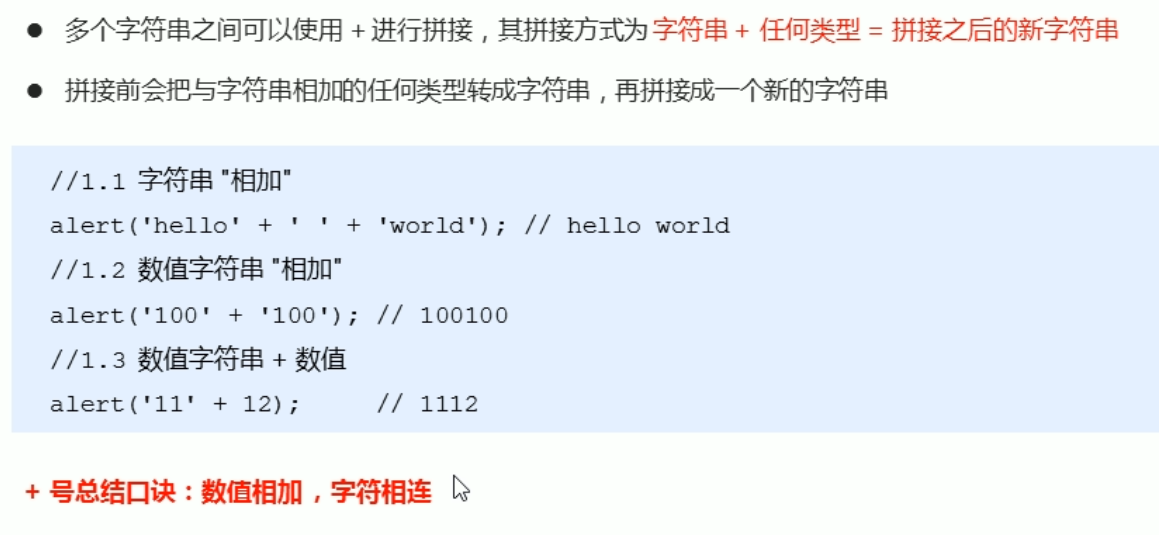 ● 多个字符串之间可以使用 + 进行拼接，其拼接方式为 字符串 + 任何类型 = 拼接之后的新字符串
● 拼接前会把与字符串相加的任何类型转成字符串，再拼接成一个新的字符串
//1.1 字符串 "相加"
alert('hello' + ' ' + 'world'); // hello world
//1.2 数值字符串 "相加"
alert('100' + '100'); // 100100
//1.3 数值字符串 + 数值
alert('11' + 12);     // 1112
+ 号总结口诀：数值相加，字符相连